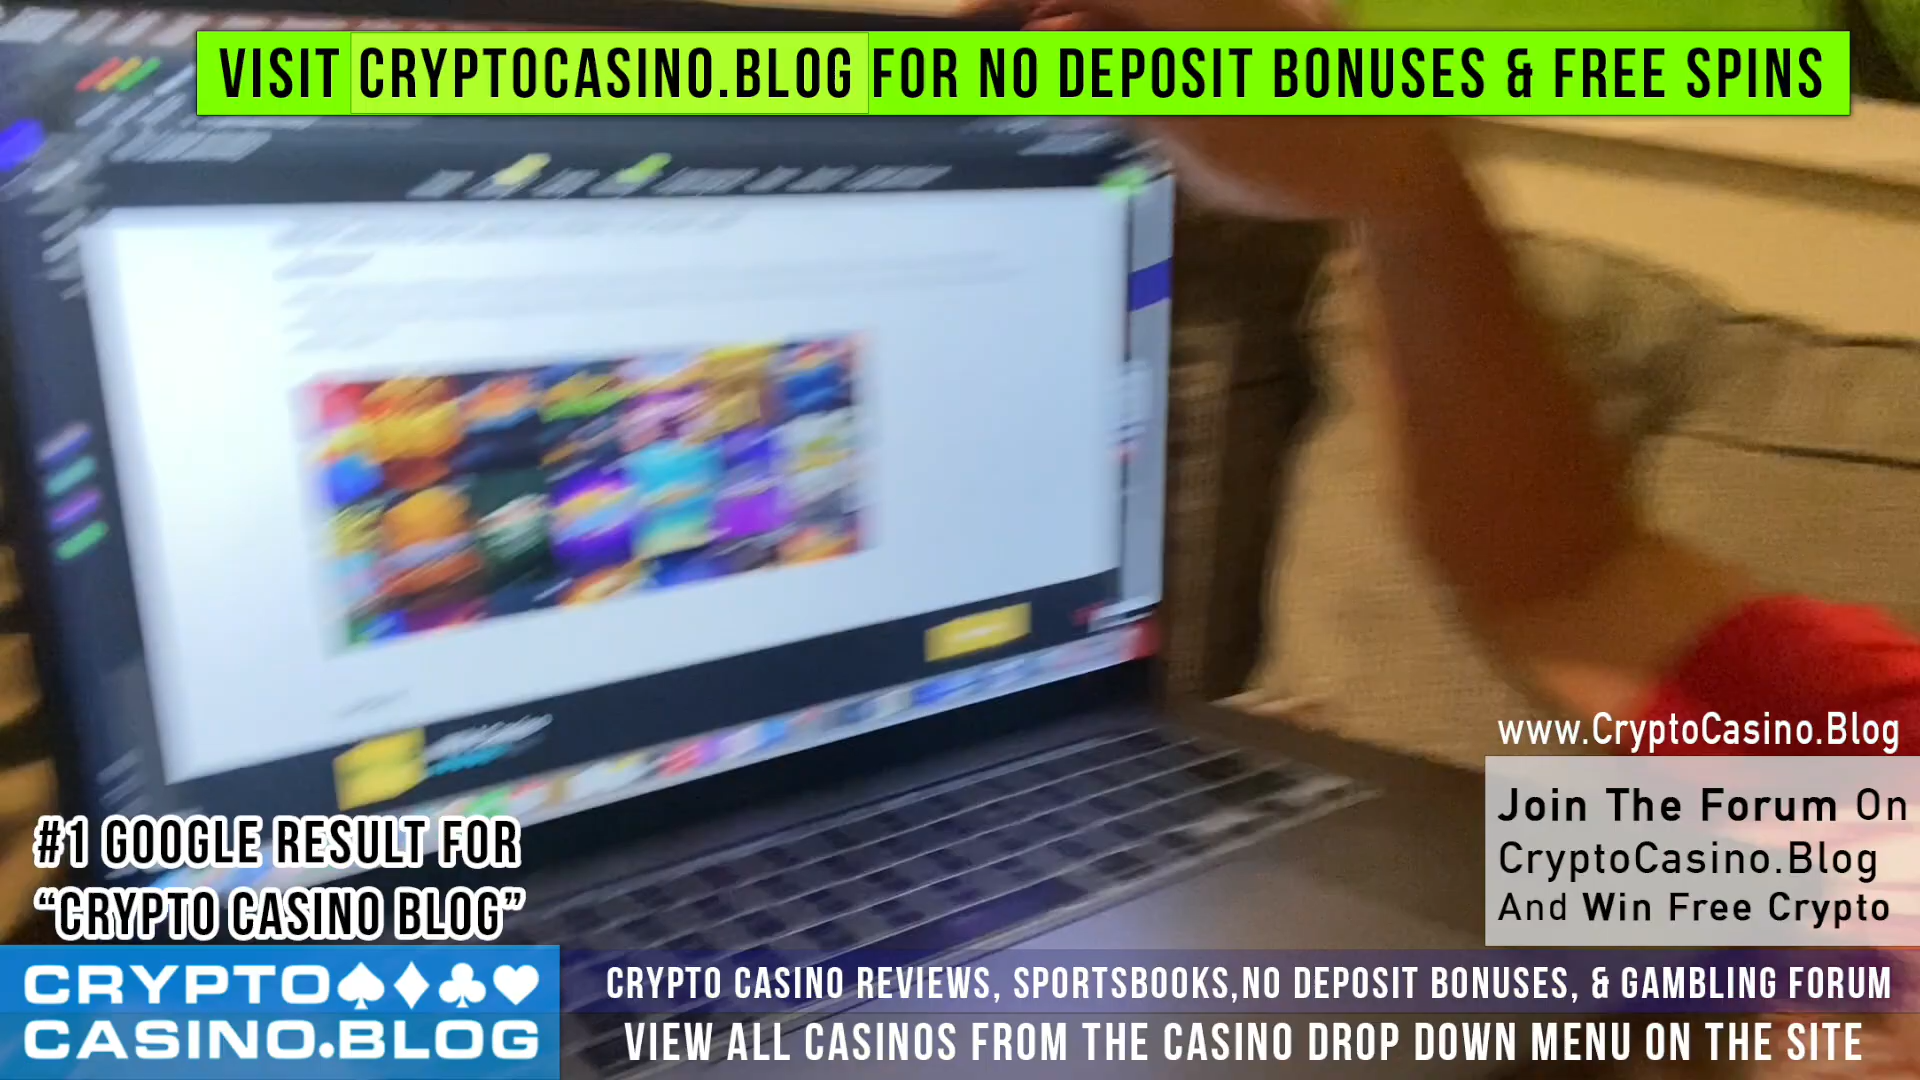 VISIT CRYPTOCASINO.BLOG FOR NO DEPOSIT BONUSES & FREE SPINS
www.CryptoCasino.Blog
Join The Forum On
CryptoCasino.Blog
And Win Free Crypto
#1 GOOGLE RESULT FOR
“CRYPTO CASINO BLOG”
CRYPTO♠♦♣♥
CASINO.BLOG
CRYPTO CASINO REVIEWS, SPORTSBOOKS,NO DEPOSIT BONUSES, & GAMBLING FORUM
VIEW ALL CASINOS FROM THE CASINO DROP DOWN MENU ON THE SITE